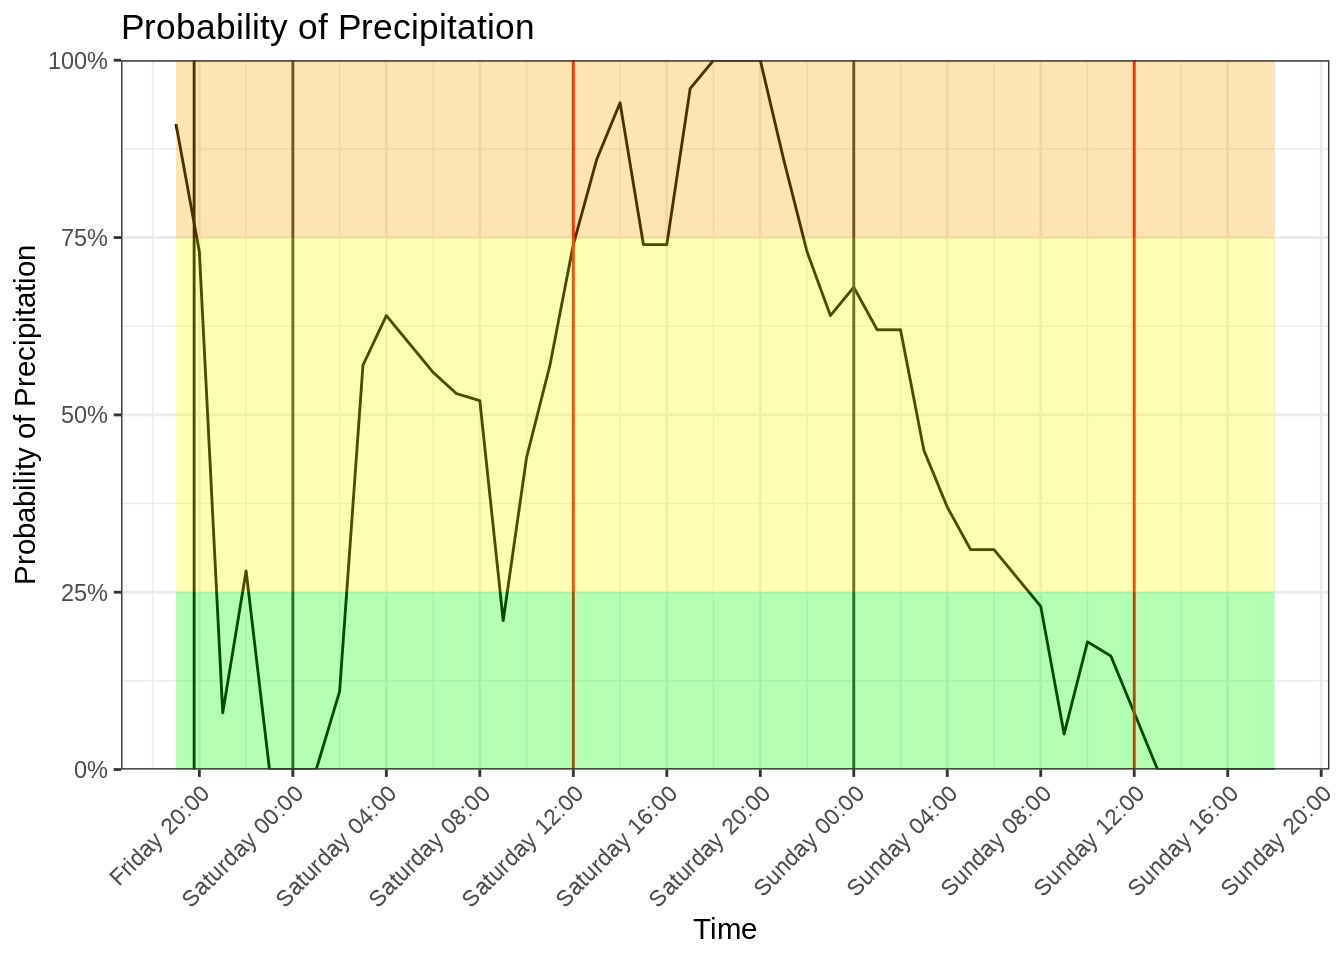 Probability of Precipitation
Probability of Precipitation
100%
75%
50%
25%
0%
Friday 20:00
Saturday 00:00
Saturday 04:00
Saturday 08:00
Saturday 12:00
Saturday 16:00
Saturday 20:00
Sunday 00:00
Sunday 04:00
Sunday 08:00
Sunday 12:00
Sunday 16:00
Sunday 20:00
Time